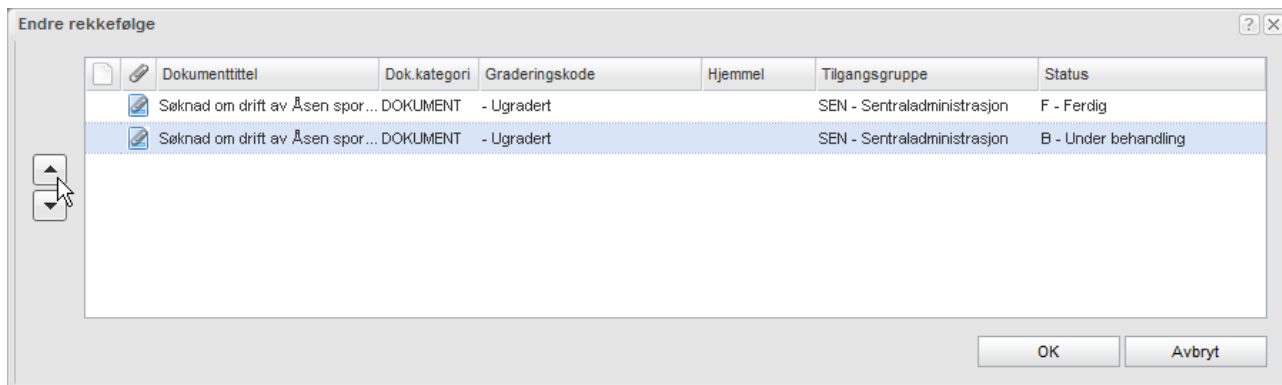 Endre rekkefølge
Dokumenttittel Dok.kategori Graderingskode Hjemmel Tilgangsgruppe Status
Søknad om drift av Åsen spor... DOKUMENT - Ugradert SEN - Sentraladministrasjon F - Ferdig
Søknad om drift av Åsen spor... DOKUMENT - Ugradert SEN - Sentraladministrasjon B - Under behandling
OK Avbryt